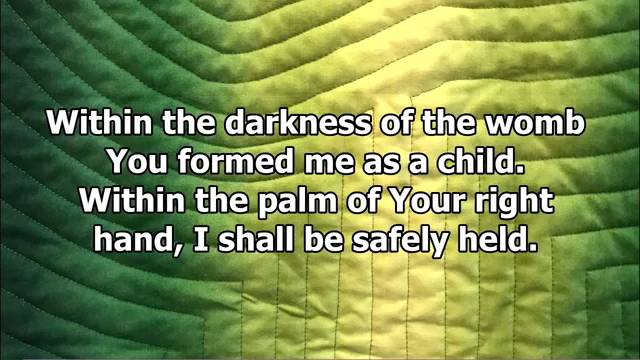 Within the darkness of the womb
You formed me as a child.
Within the palm of Your right
hand, I shall be safely held.